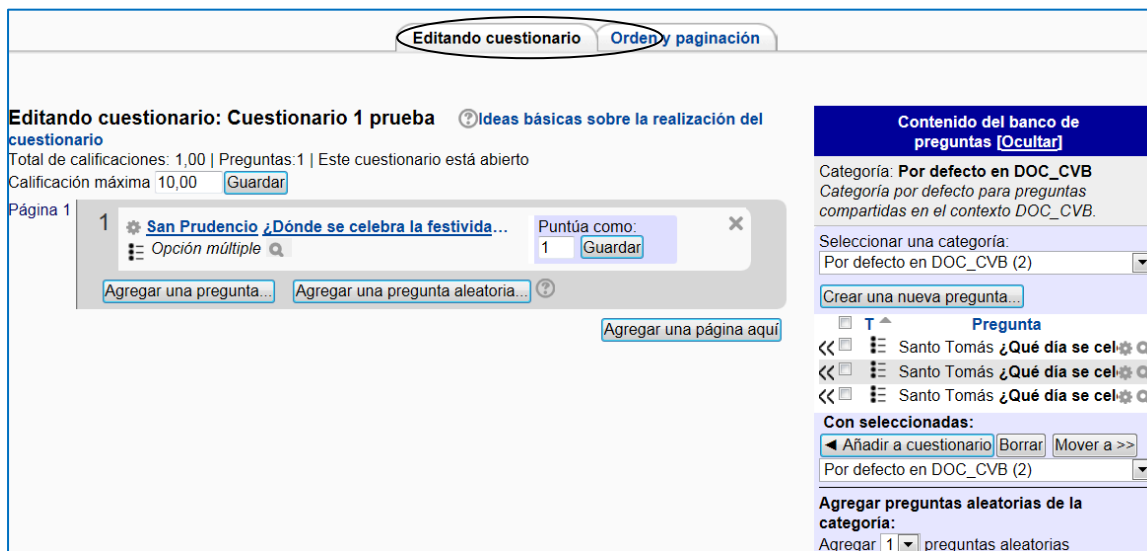 Editando cuestionario Orden y paginación
Editando cuestionario: Cuestionario 1 prueba Ideas básicas sobre la realización del
cuestionario
Total de calificaciones: 1,00 | Preguntas:1 | Este cuestionario está abierto
Calificación máxima 10,00 Guardar
Página 1
1 San Prudencio ¿Dónde se celebra la festivida...
Opción múltiple
Puntúa como:
1 Guardar
Agregar una pregunta... Agregar una pregunta aleatoria...
Agregar una página aquí
Contenido del banco de
preguntas [Ocultar]
Categoría: Por defecto en DOC_CVB
Categoría por defecto para preguntas
compartidas en el contexto DOC_CVB.
Seleccionar una categoría:
Por defecto en DOC_CVB (2)
Crear una nueva pregunta...
T Pregunta
Santo Tomás ¿Qué día se cel
Santo Tomás ¿Qué día se cel
Santo Tomás ¿Qué día se cel
Con seleccionadas:
◄ Añadir a cuestionario Borrar Mover a >>
Por defecto en DOC_CVB (2)
Agregar preguntas aleatorias de la
categoría:
Agregar 1 preguntas aleatorias